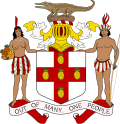 OUT OF MANY, ONE PEOPLE